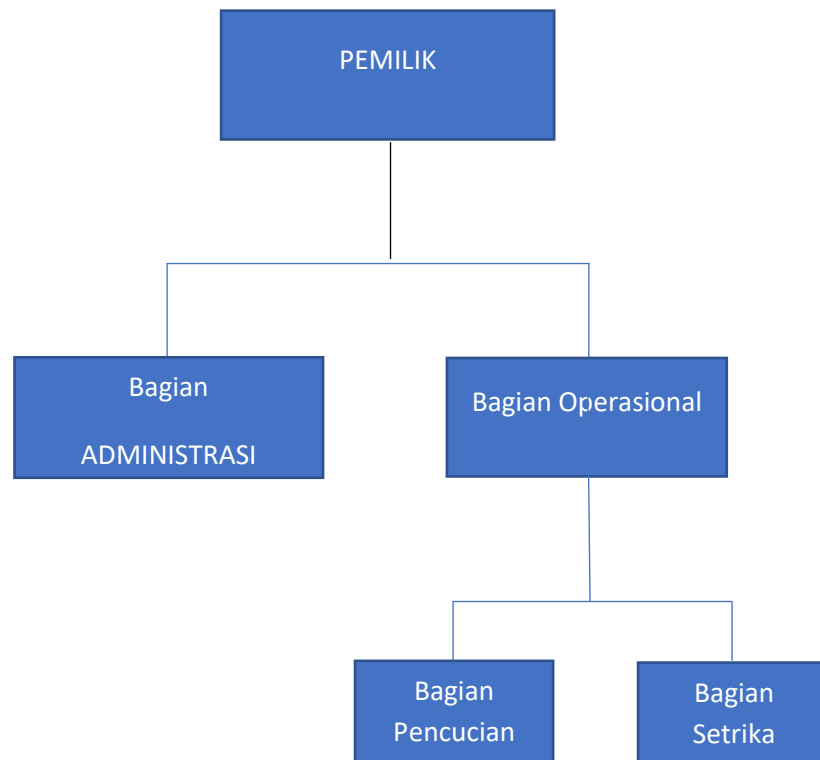 PEMILIK
Bagian
ADMINISTRASI
Bagian Operasional
Bagian
Pencucian
Bagian
Setrika